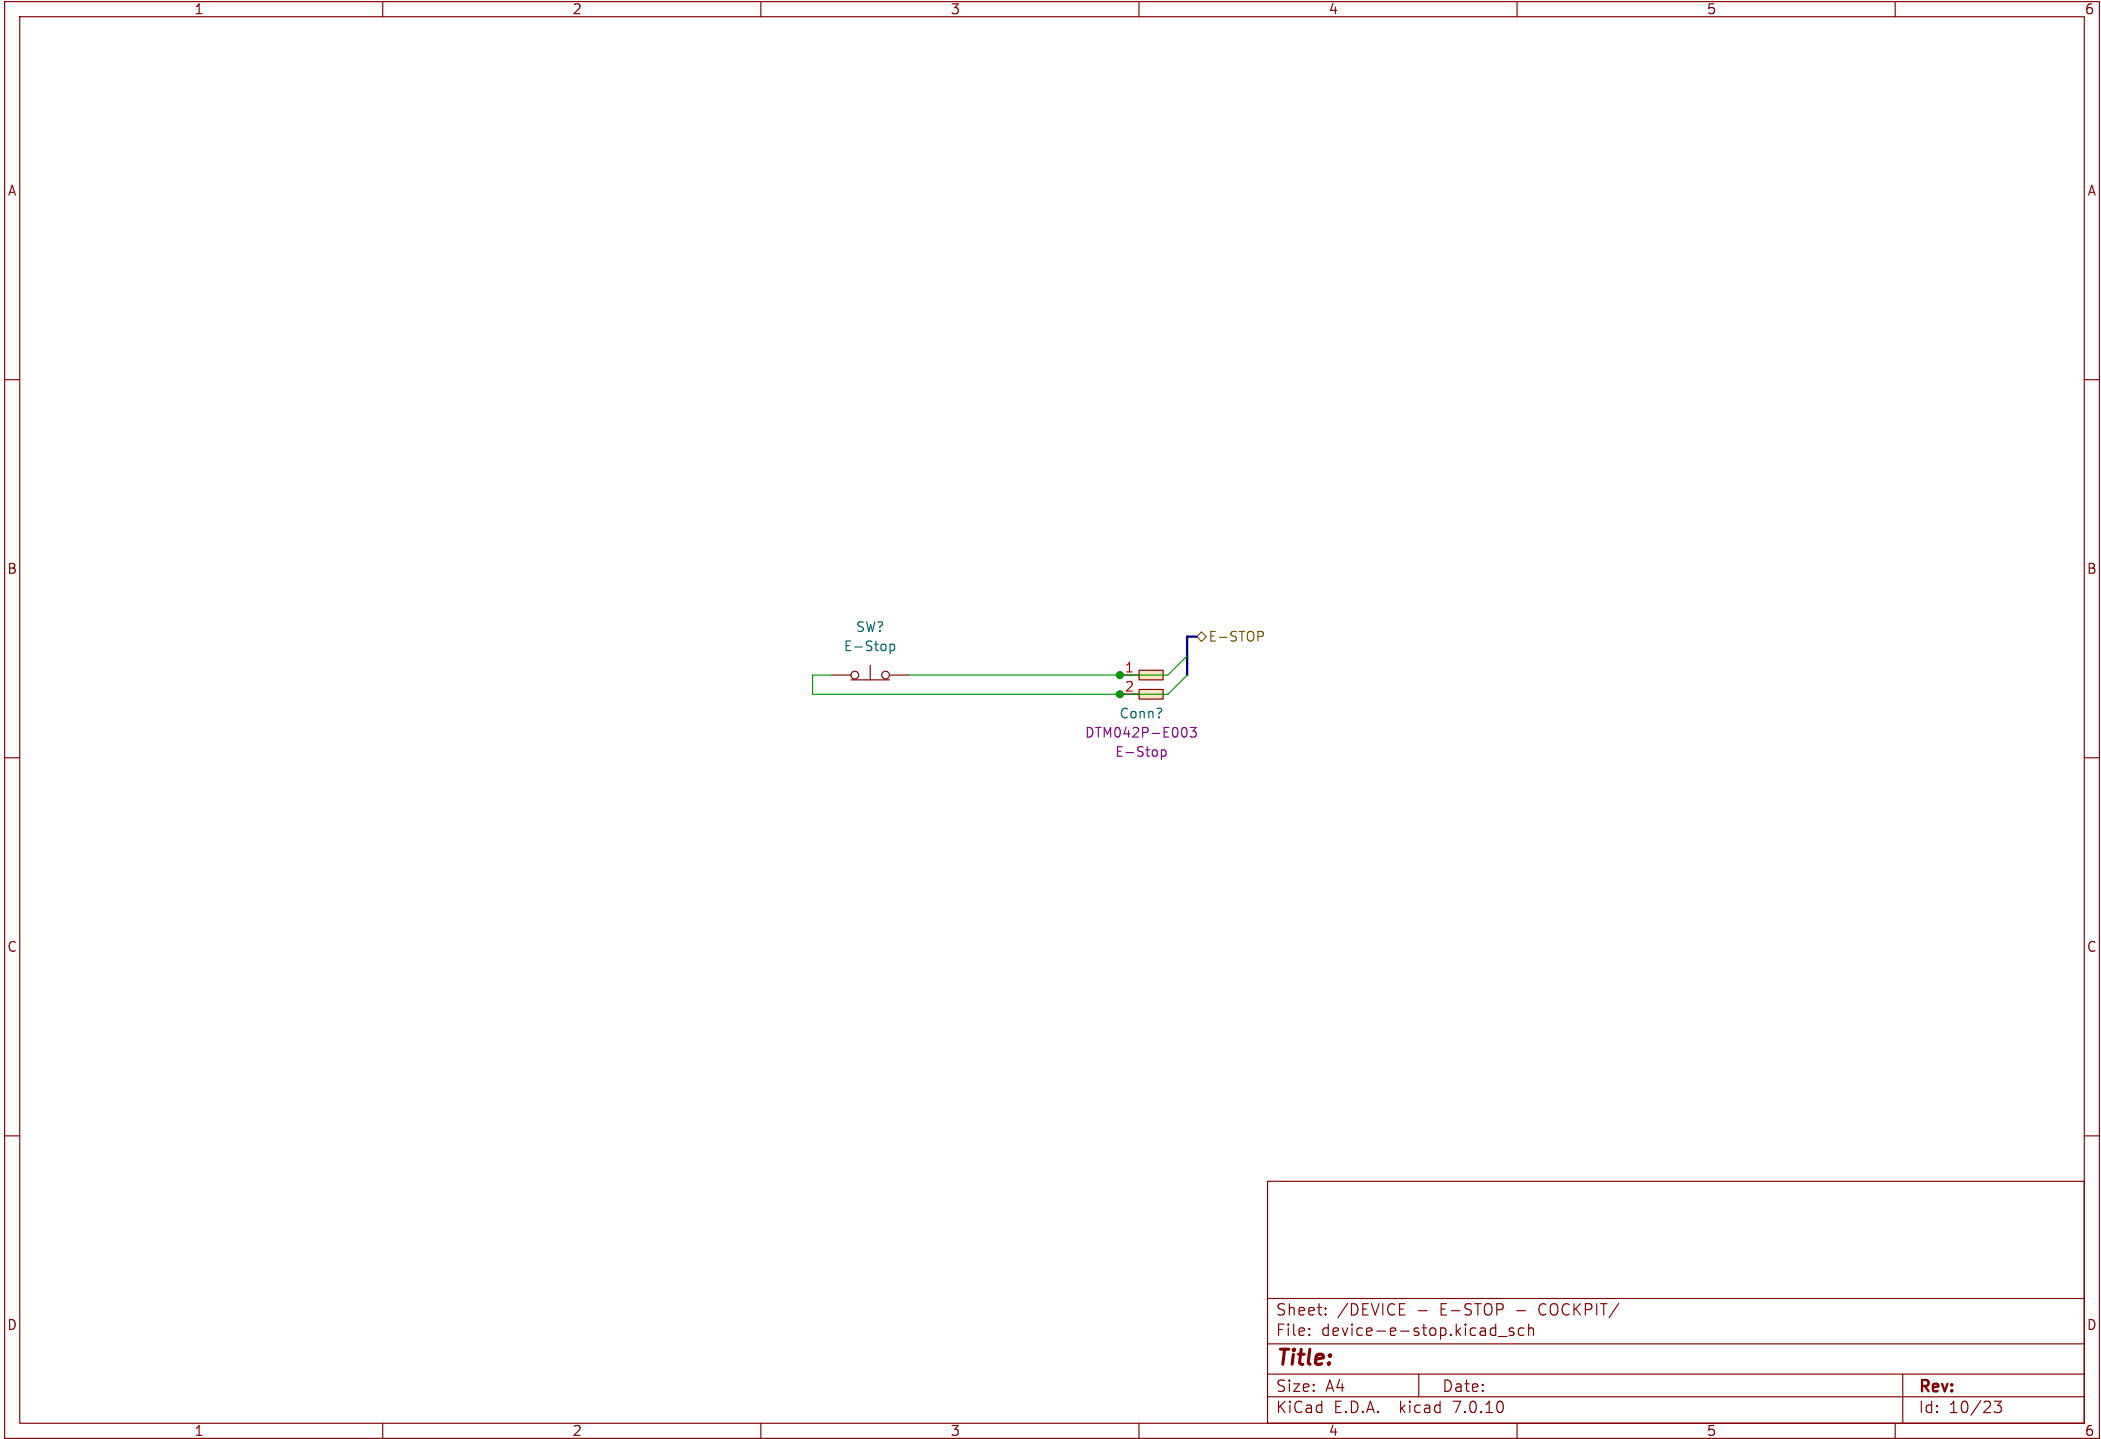 1 2 3 4 5 6
A A
B B
SW?
E-Stop
E-STOP
1
2
Conn?
DTM042P-E003
E-Stop
C C
D D
Sheet: /DEVICE - E-STOP - COCKPIT/
File: device-e-stop.kicad_sch
Title:
Size: A4 Date: Rev:
KiCad E.D.A. kicad 7.0.10 Id: 10/23
1 2 3 4 5 6